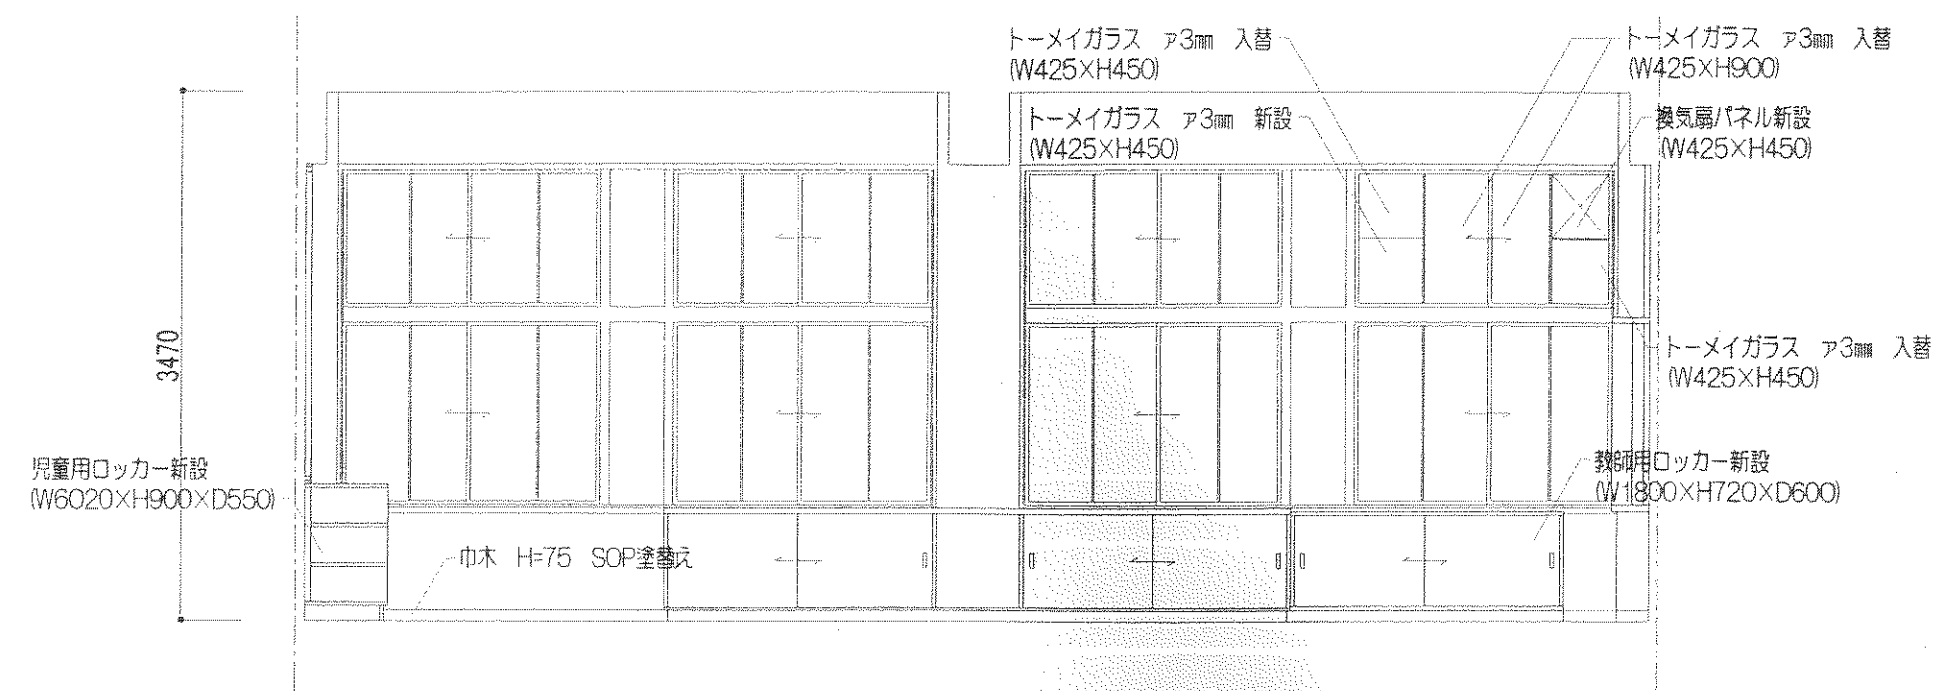 トーメイガラス ァ3㎜ 入替
(W425×H450)
トーメイガラス ァ3㎜ 入替
(W425×H900)
トーメイガラス ァ3㎜ 新設
(W425×H450)
換気扇パネル新設
(W425×H450)
3470
トーメイガラス ァ3㎜ 入替
(W425×H450)
児童用ロッカー新設
(W6020×H900×D550)
教師用ロッカー新設
(W1800×H720×D600)
巾木 H=75 SOP塗替え